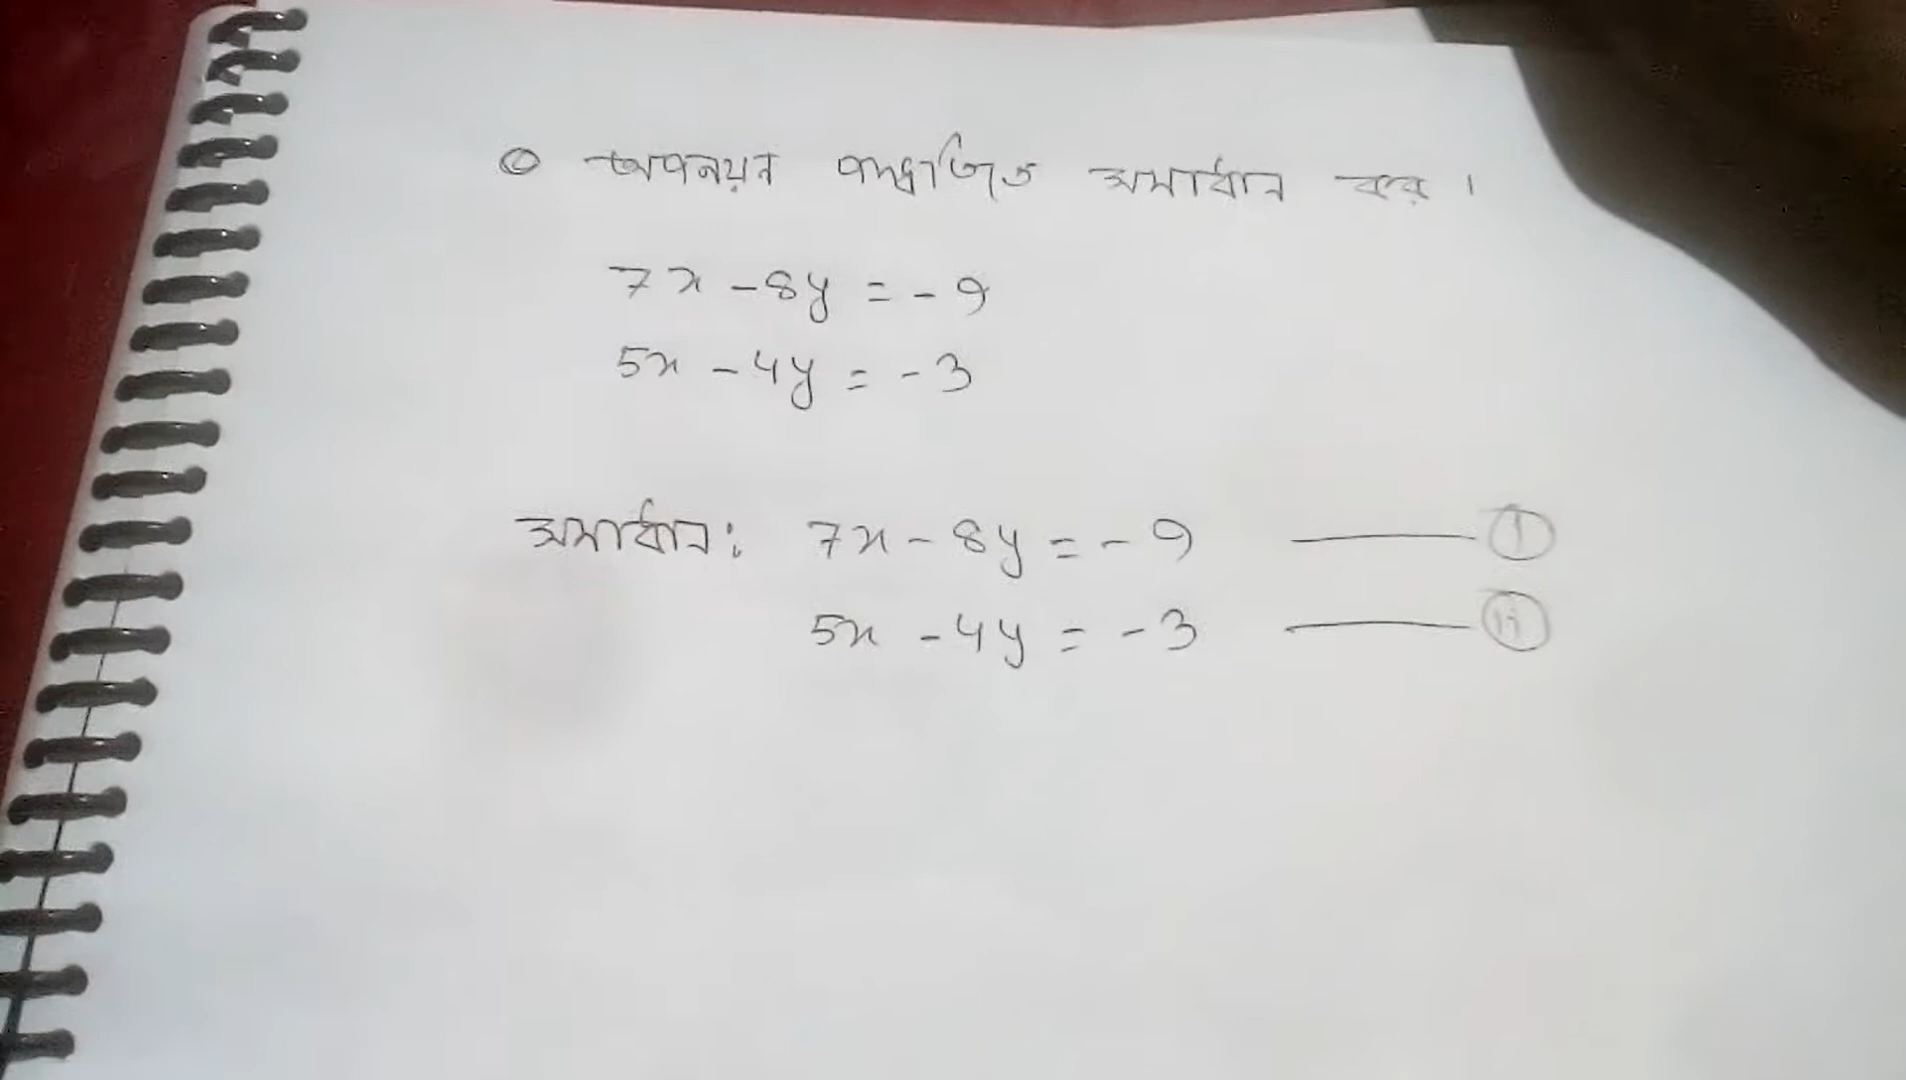 অপনয়ন পদ্ধতিতে সমাধান কর।
7x - 8y = - 9
5x - 4y = - 3
সমাধান: 7x - 8y = - 9 ——— (i)
5x - 4y = - 3 ——— (ii)